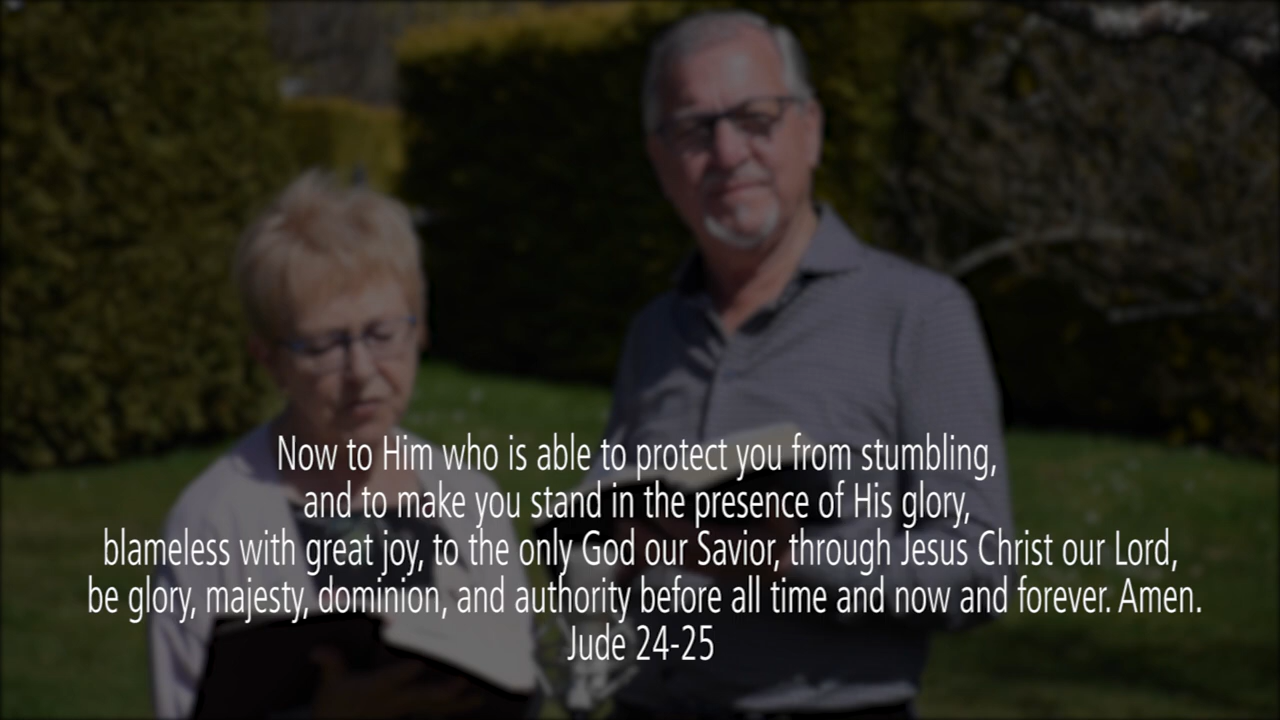 Now to Him who is able to protect you from stumbling,
and to make you stand in the presence of His glory,
blameless with great joy, to the only God our Savior, through Jesus Christ our Lord,
be glory, majesty, dominion, and authority before all time and now and forever. Amen.
Jude 24-25